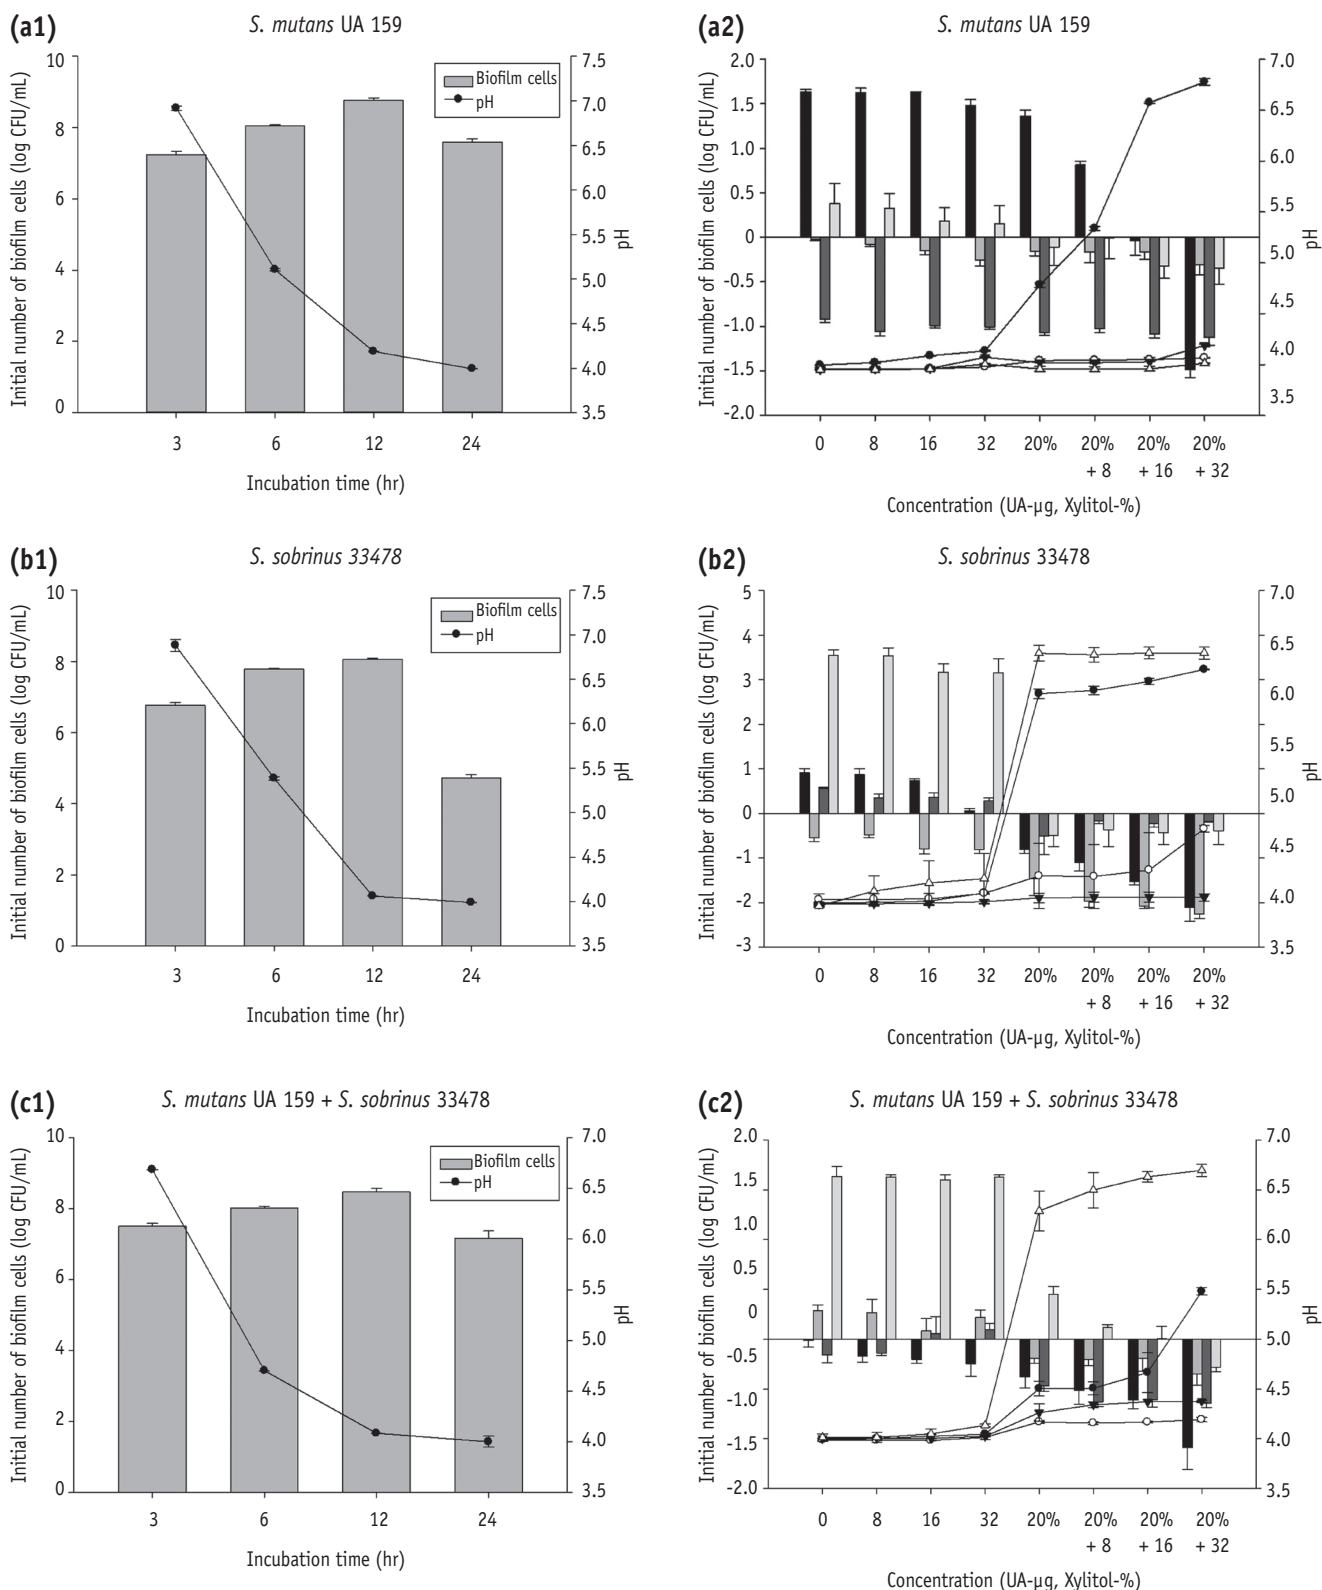 (a1)
S. mutans UA 159
Initial number of biofilm cells (log CFU/mL)
10
8
6
4
2
0
7.5
7.0
6.5
6.0
5.5
5.0
4.5
4.0
3.5
pH
Biofilm cells
pH
3 6 12 24
Incubation time (hr)
(a2)
S. mutans UA 159
Initial number of biofilm cells (log CFU/mL)
2.0
1.5
1.0
0.5
0
-0.5
-1.0
-1.5
-2.0
7.0
6.5
6.0
5.5
5.0
4.5
4.0
3.5
pH
0 8 16 32 20% 20% 20% 20%
+ 8 + 16 + 32
Concentration (UA-µg, Xylitol-%)
(b1)
S. sobrinus 33478
Initial number of biofilm cells (log CFU/mL)
10
8
6
4
2
0
7.5
7.0
6.5
6.0
5.5
5.0
4.5
4.0
3.5
pH
Biofilm cells
pH
3 6 12 24
Incubation time (hr)
(b2)
S. sobrinus 33478
Initial number of biofilm cells (log CFU/mL)
5
4
3
2
1
0
-1
-2
-3
7.0
6.5
6.0
5.5
5.0
4.5
4.0
3.5
pH
0 8 16 32 20% 20% 20% 20%
+ 8 + 16 + 32
Concentration (UA-µg, Xylitol-%)
(c1)
S. mutans UA 159 + S. sobrinus 33478
Initial number of biofilm cells (log CFU/mL)
10
8
6
4
2
0
7.0
6.5
6.0
5.5
5.0
4.5
4.0
3.5
pH
Biofilm cells
pH
3 6 12 24
Incubation time (hr)
(c2)
S. mutans UA 159 + S. sobrinus 33478
Initial number of biofilm cells (log CFU/mL)
2.0
1.5
1.0
0.5
0
-0.5
-1.0
-1.5
-2.0
7.0
6.5
6.0
5.5
5.0
4.5
4.0
3.5
pH
0 8 16 32 20% 20% 20% 20%
+ 8 + 16 + 32
Concentration (UA-µg, Xylitol-%)